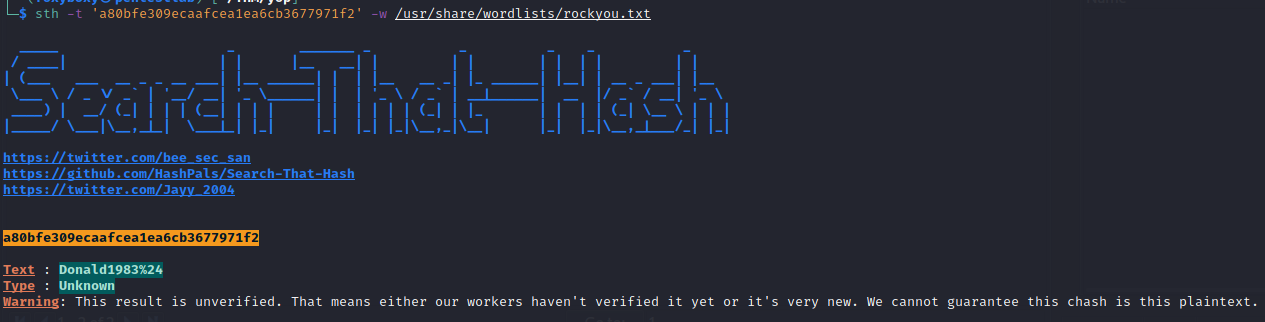 $ sth -t 'a80bfe309ecaafcea1ea6cb3677971f2' -w /usr/share/wordlists/rockyou.txt
Search-That-Hash
https://twitter.com/bee_sec_san
https://github.com/HashPals/Search-That-Hash
https://twitter.com/Jayy_2004
a80bfe309ecaafcea1ea6cb3677971f2
Text : Donald1983%24
Type : Unknown
Warning: This result is unverified. That means either our workers haven't verified it yet or it's very new. We cannot guarantee this chash is this plaintext.